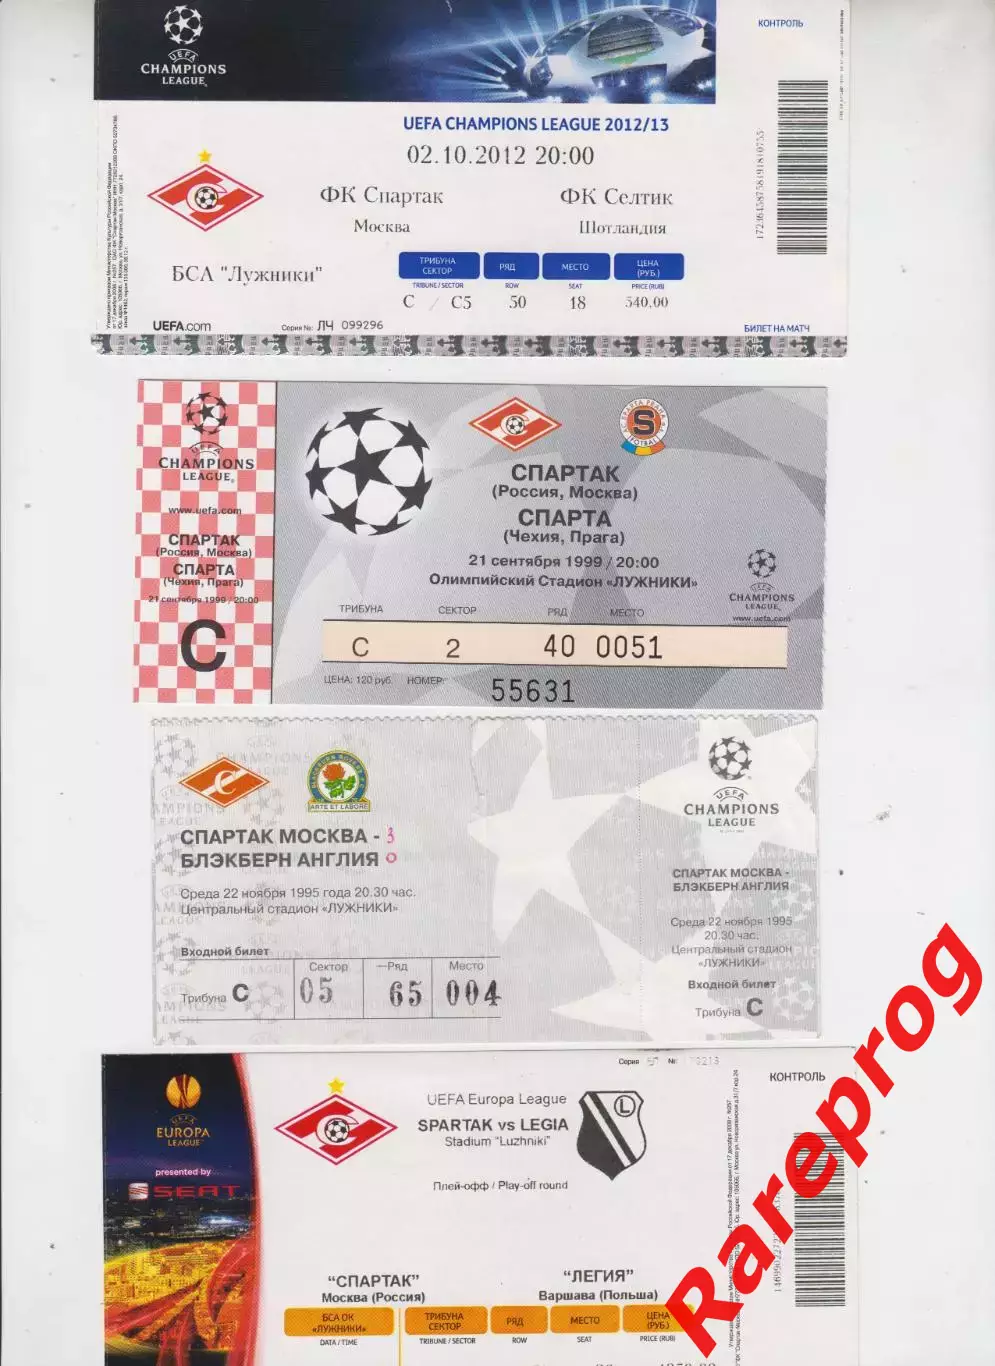 UEFA
CHAMPIONS
LEAGUE
КОНТРОЛЬ
UEFA CHAMPIONS LEAGUE 2012/13
02.10.2012 20:00
ФК Спартак
ФК Селтик
Москва
Шотландия
БСА "Лужники"
ТРИБУНА СЕКТОР
РЯД
МЕСТО
ЦЕНА (РУБ.)
TRIBUNE / SECTOR
ROW
SEAT
PRICE (RUB)
C / C5
50
18
540.00
UEFA.com
Серия №: ЛЧ 099296
БИЛЕТ НА МАТЧ
17236458758191810755
UEFA
CHAMPIONS
LEAGUE
www.uefa.com
СПАРТАК
(Россия, Москва)
СПАРТА
(Чехия, Прага)
21 сентября 1999 / 20:00
С
СПАРТАК
(Россия, Москва)
СПАРТА
(Чехия, Прага)
21 сентября 1999 / 20:00
Олимпийский Стадион «ЛУЖНИКИ»
UEFA
CHAMPIONS
LEAGUE
www.uefa.com
ТРИБУНА
СЕКТОР
РЯД
МЕСТО
С
2
40 0051
ЦЕНА: 120 руб.
НОМЕР:
55631
ARTE ET LABORE
СПАРТАК МОСКВА - 3
БЛЭКБЕРН АНГЛИЯ 0
Среда 22 ноября 1995 года 20.30 час.
Центральный стадион «ЛУЖНИКИ»
Входной билет
Сектор
Ряд
Место
Трибуна С
05
65
004
UEFA
CHAMPIONS
LEAGUE
СПАРТАК МОСКВА -
БЛЭКБЕРН АНГЛИЯ
Среда 22 ноября 1995
20.30 час.
Центральный стадион
«ЛУЖНИКИ»
Входной билет
Трибуна С
UEFA
EUROPA
LEAGUE
presented by
SEAT
UEFA Europa League
SPARTAK vs LEGIA
Stadium "Luzhniki"
Плей-офф / Play-off round
L
КОНТРОЛЬ
"СПАРТАК"
Москва (Россия)
"ЛЕГИЯ"
Варшава (Польша)
БСА ОК «ЛУЖНИКИ»
ТРИБУНА СЕКТОР
РЯД
МЕСТО
ЦЕНА (РУБ.)
DATA / TIME
TRIBUNE / SECTOR
ROW
SEAT
PRICE (RUB)
Rareprog